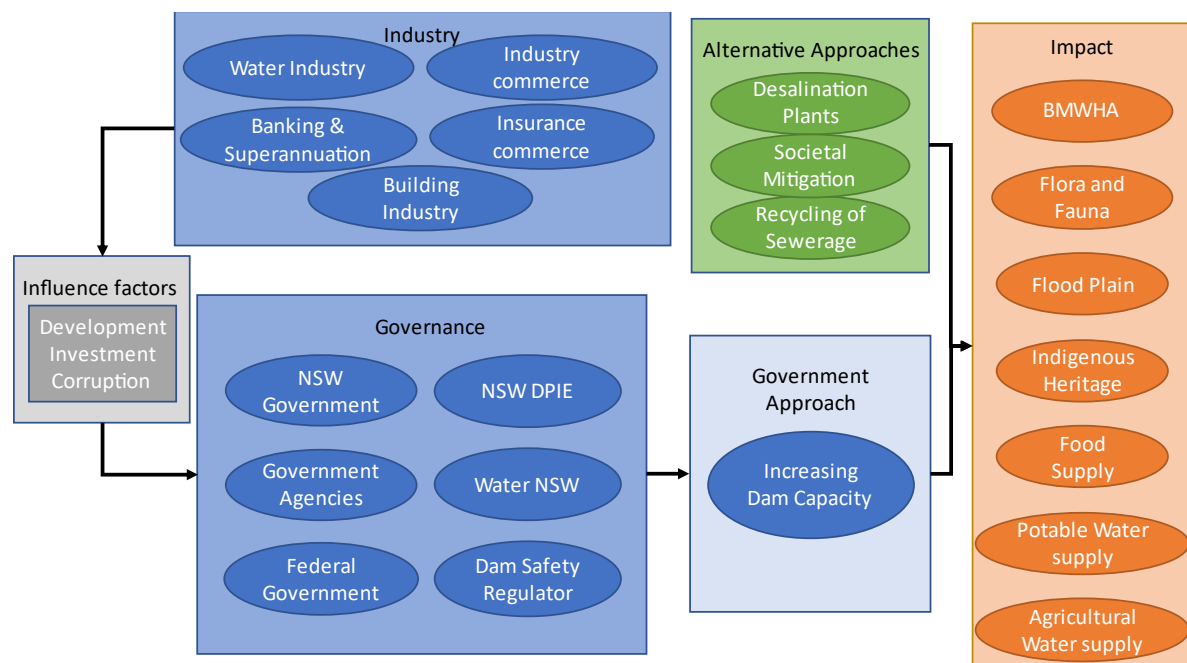 Industry
Water Industry
Industry
commerce
Banking &
Superannuation
Insurance
commerce
Building
Industry
Alternative Approaches
Desalination
Plants
Societal
Mitigation
Recycling of
Sewerage
Impact
BMWHA
Flora and
Fauna
Flood Plain
Indigenous
Heritage
Food
Supply
Potable Water
supply
Agricultural
Water supply
Influence factors
Development
Investment
Corruption
Governance
NSW
Government
NSW DPIE
Government
Agencies
Water NSW
Federal
Government
Dam Safety
Regulator
Government
Approach
Increasing
Dam Capacity